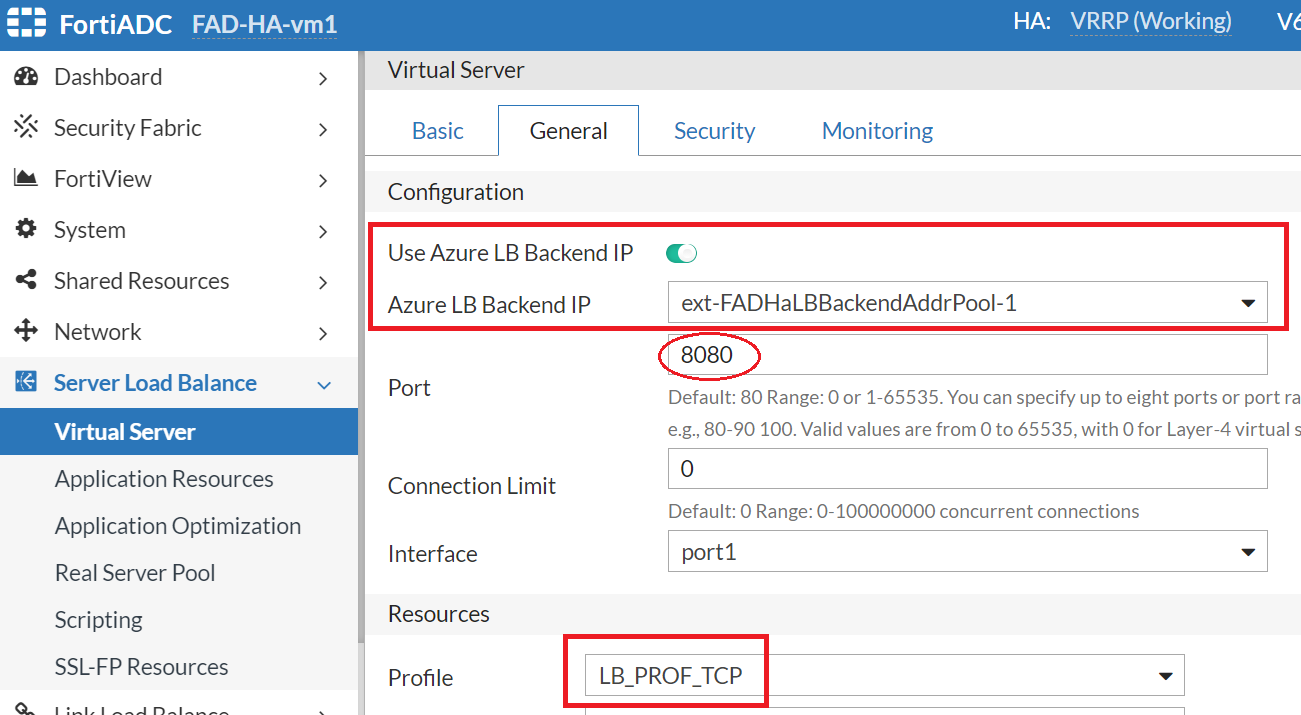 FortiADC FAD-HA-vm1 HA: VRRP (Working) V6
Dashboard
Security Fabric
FortiView
System
Shared Resources
Network
Server Load Balance
Virtual Server
Application Resources
Application Optimization
Real Server Pool
Scripting
SSL-FP Resources
Link Load Balance
Virtual Server
Basic General Security Monitoring
Configuration
Use Azure LB Backend IP
Azure LB Backend IP ext-FADHaLBBackendAddrPool-1
Port 8080
Default: 80 Range: 0 or 1-65535. You can specify up to eight ports or port ra
e.g., 80-90 100. Valid values are from 0 to 65535, with 0 for Layer-4 virtual s
Connection Limit 0
Default: 0 Range: 0-100000000 concurrent connections
Interface port1
Resources
Profile LB_PROF_TCP